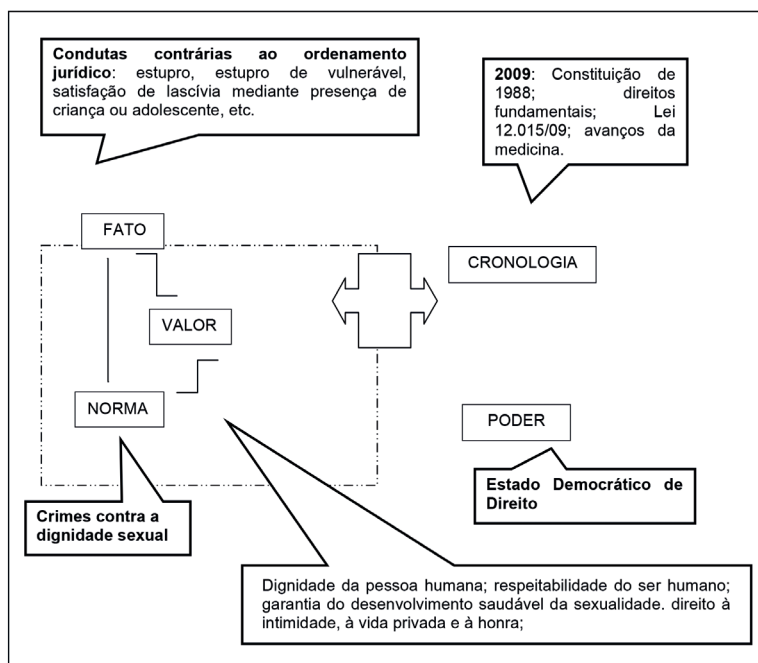 Condutas contrárias ao ordenamento
jurídico: estupro, estupro de vulnerável,
satisfação de lascívia mediante presença de
criança ou adolescente, etc.
2009: Constituição de
1988; direitos
fundamentais; Lei
12.015/09; avanços da
medicina.
FATO
CRONOLOGIA
VALOR
NORMA
PODER
Estado Democrático de
Direito
Crimes contra a
dignidade sexual
Dignidade da pessoa humana; respeitabilidade do ser humano;
garantia do desenvolvimento saudável da sexualidade. direito à
intimidade, à vida privada e à honra;